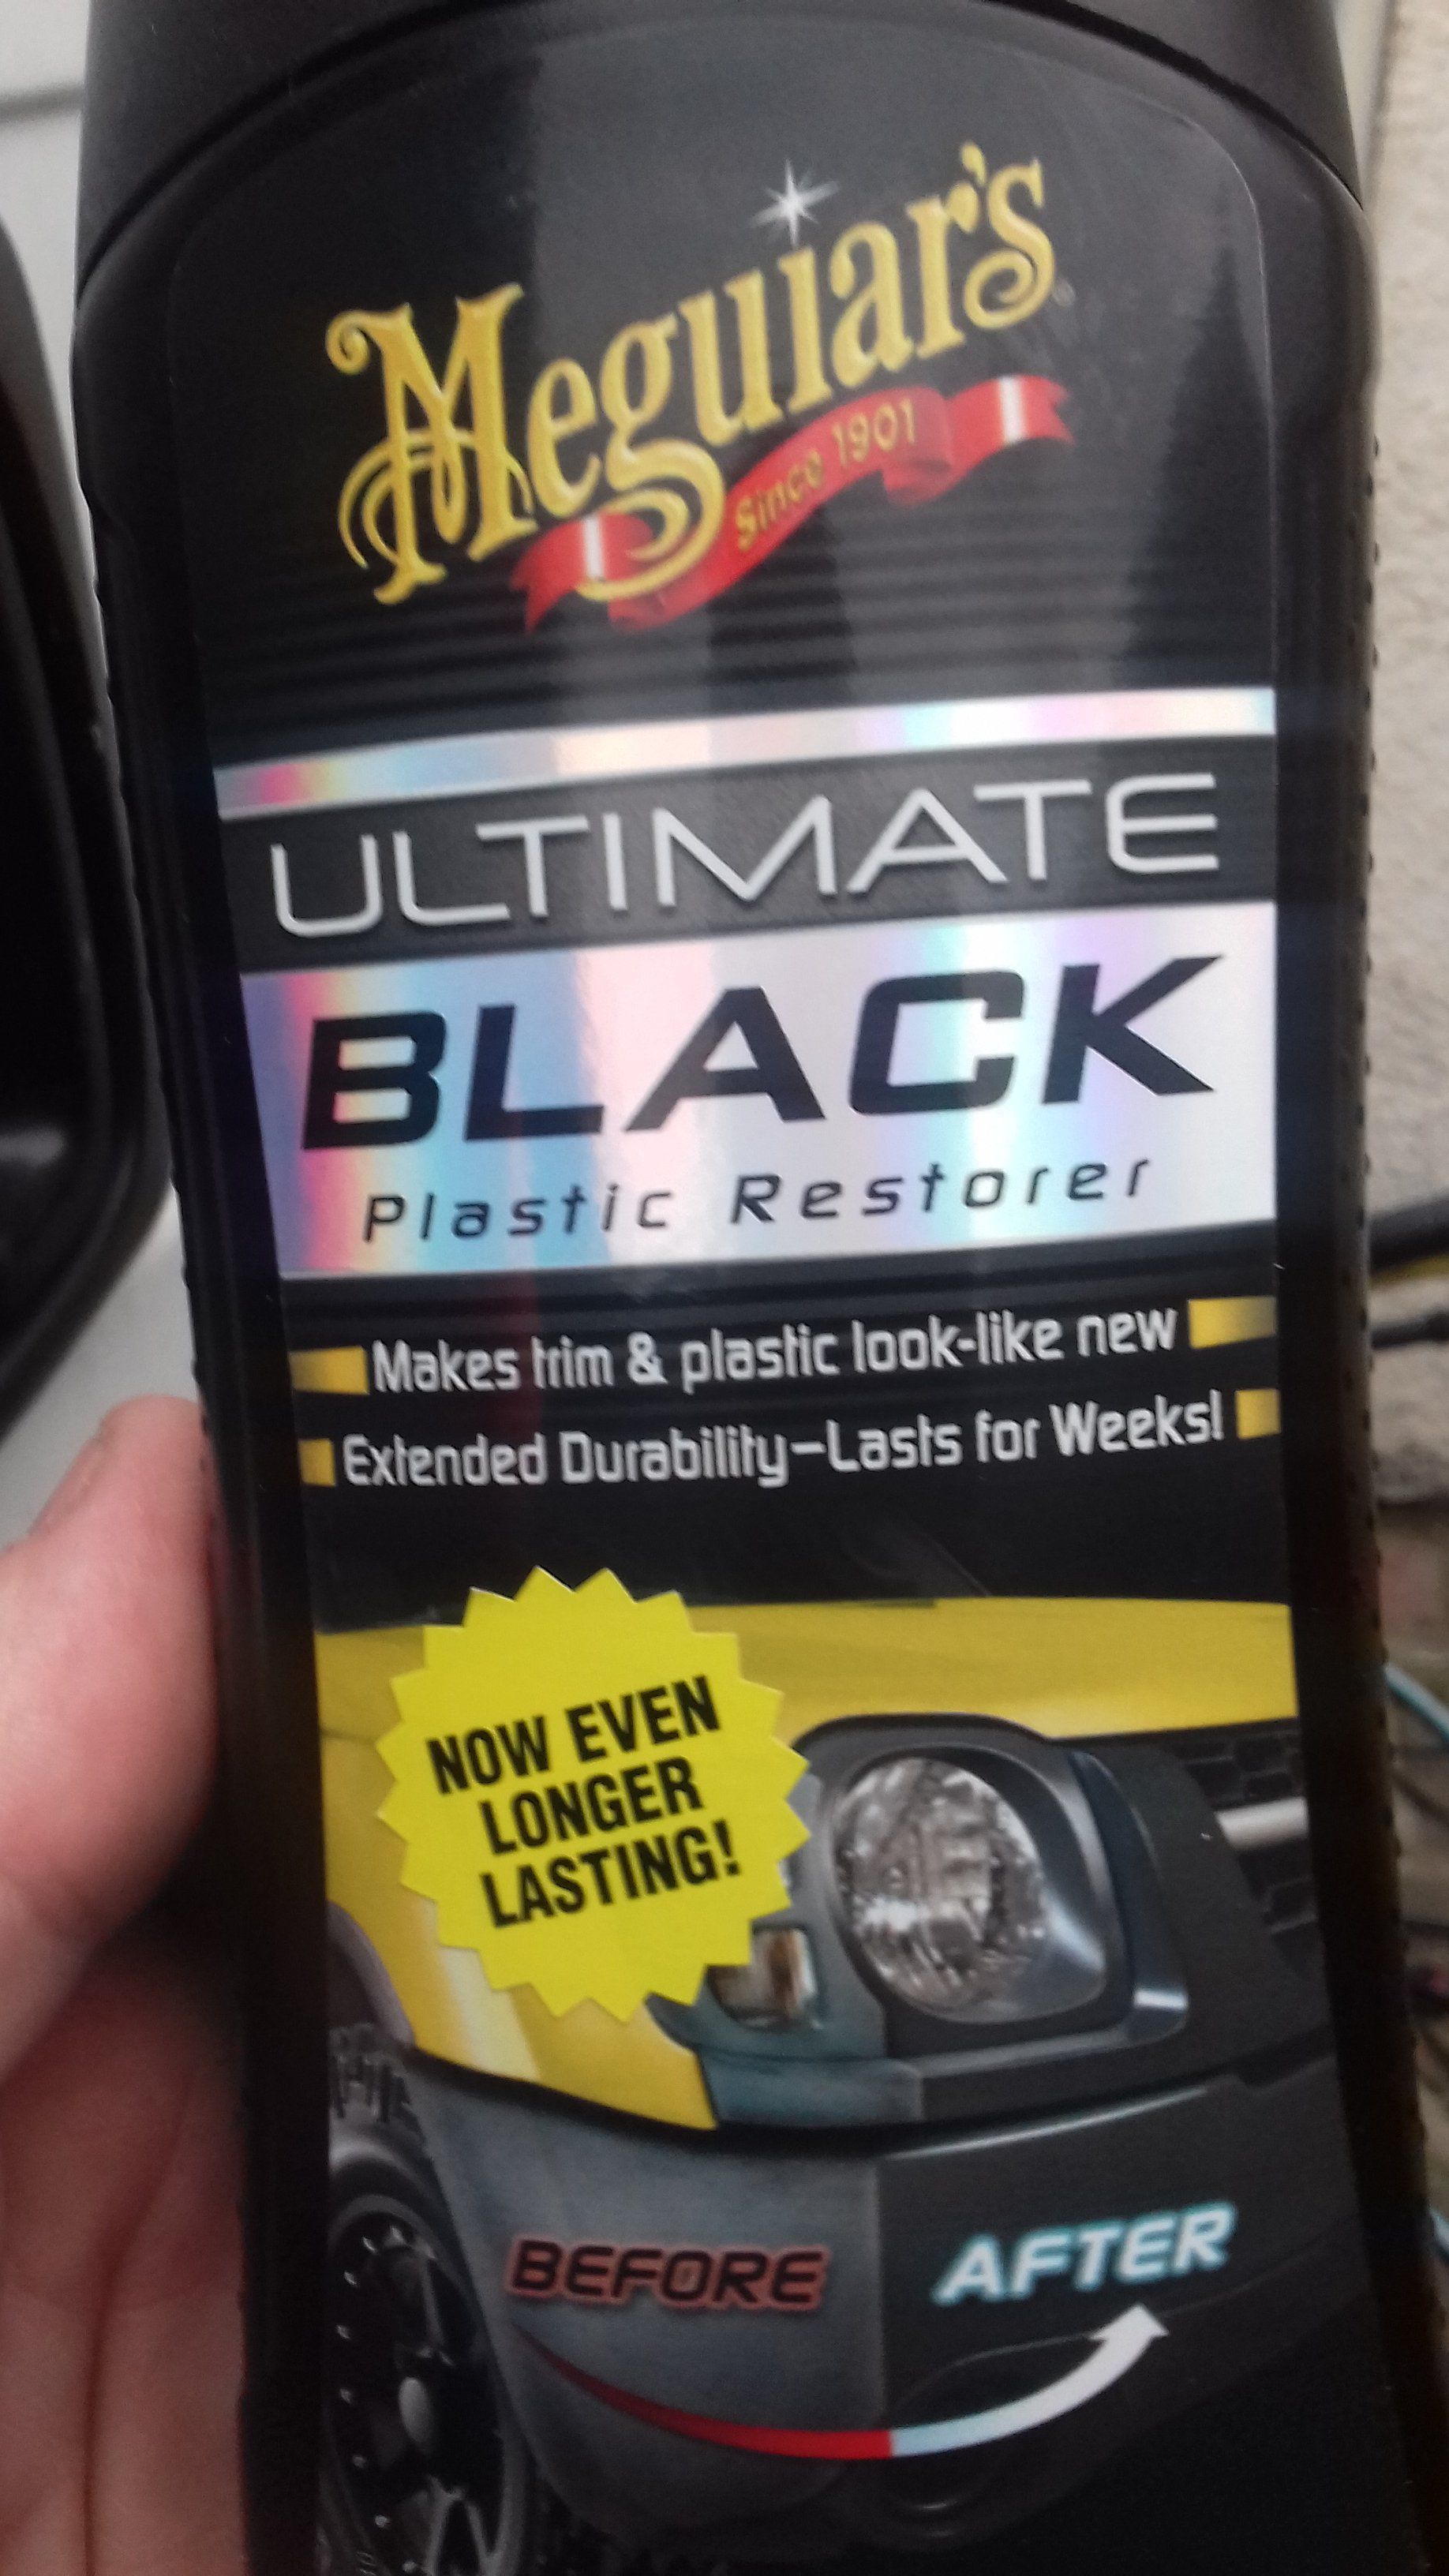 Meguiar's
Since 1901
ULTIMATE
BLACK
Plastic Restorer
Makes trim & plastic look-like new
Extended Durability–Lasts for Weeks!
NOW EVEN
LONGER
LASTING!
BEFORE
AFTER